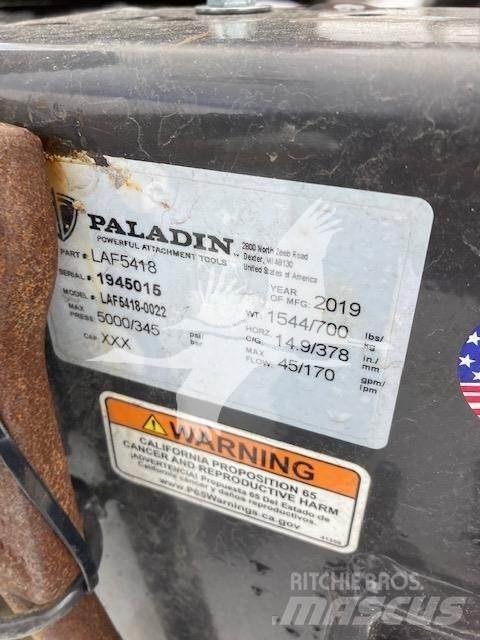 PALADIN
POWERFUL ATTACHMENT TOOLS
2800 North Zeeb Road
Dexter, MI 48130
United States of America
PART # LAF5418
SERIAL # 1945015
MODEL # LAF5418-0022
MAX PRESS 5000/345 psi/ bar
CAP XXX
YEAR OF MFG. 2019
WT. 1544/700 lbs/ kg
HORZ C/G 14.9/378 in./ mm
MAX FLOW 45/170 gpm/ lpm
WARNING
CALIFORNIA PROPOSITION 65
CANCER AND REPRODUCTIVE HARM
¡ADVERTENCIA! Propuesta 65 Del Estado de
California cáncer y daños reproductivos.
www.P65Warnings.ca.gov
RITCHIE BROS.
MASCUS